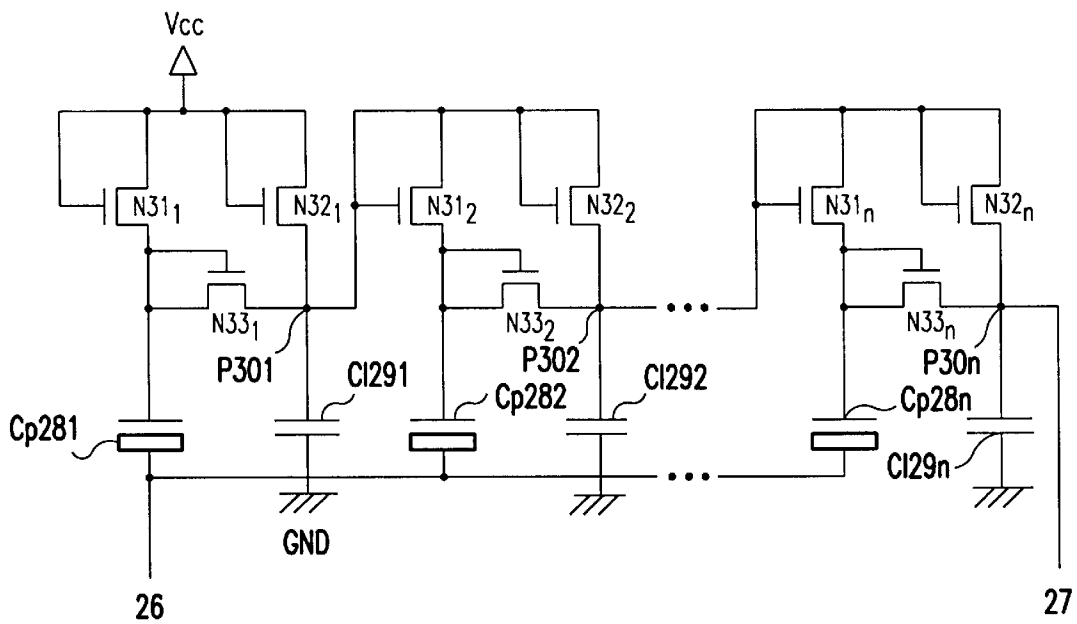 Vcc
N31₁ N32₁ N31₂ N32₂ N31ₙ N32ₙ
N33₁ N33₂ N33ₙ
P301 P302 P30n
Cl291 Cp282 Cl292 Cp28n
Cp281 Cl29n
GND
26 27